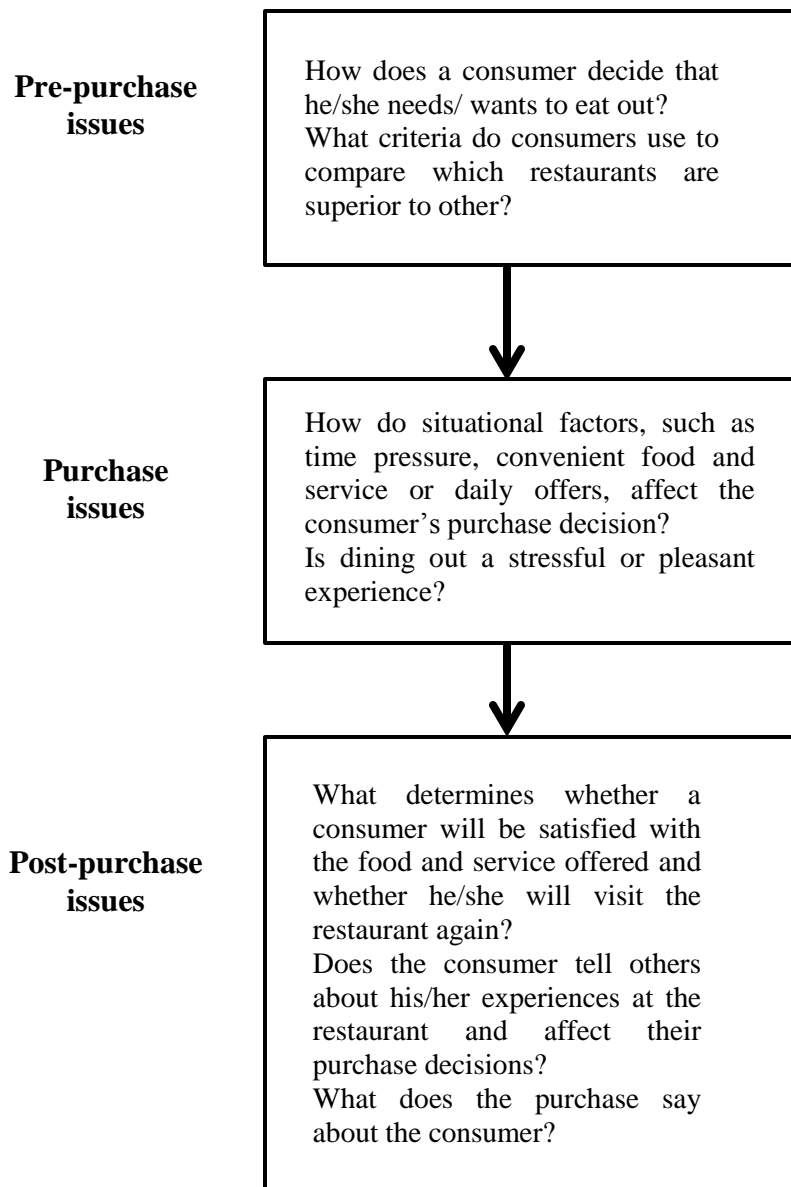 Pre-purchase
issues
How does a consumer decide that
he/she needs/ wants to eat out?
What criteria do consumers use to
compare which restaurants are
superior to other?
Purchase
issues
How do situational factors, such as
time pressure, convenient food and
service or daily offers, affect the
consumer’s purchase decision?
Is dining out a stressful or pleasant
experience?
Post-purchase
issues
What determines whether a
consumer will be satisfied with
the food and service offered and
whether he/she will visit the
restaurant again?
Does the consumer tell others
about his/her experiences at the
restaurant and affect their
purchase decisions?
What does the purchase say
about the consumer?